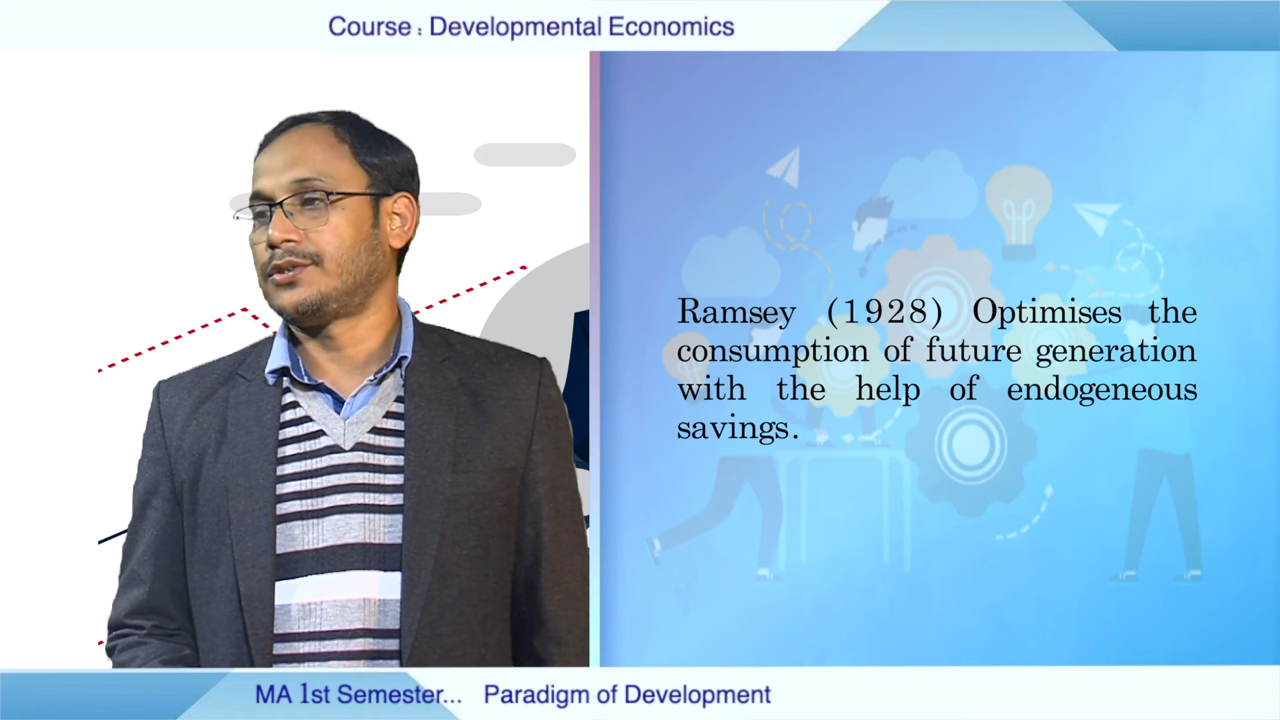 Course : Developmental Economics
Ramsey (1928) Optimises the
consumption of future generation
with the help of endogeneous
savings.
MA 1st Semester... Paradigm of Development